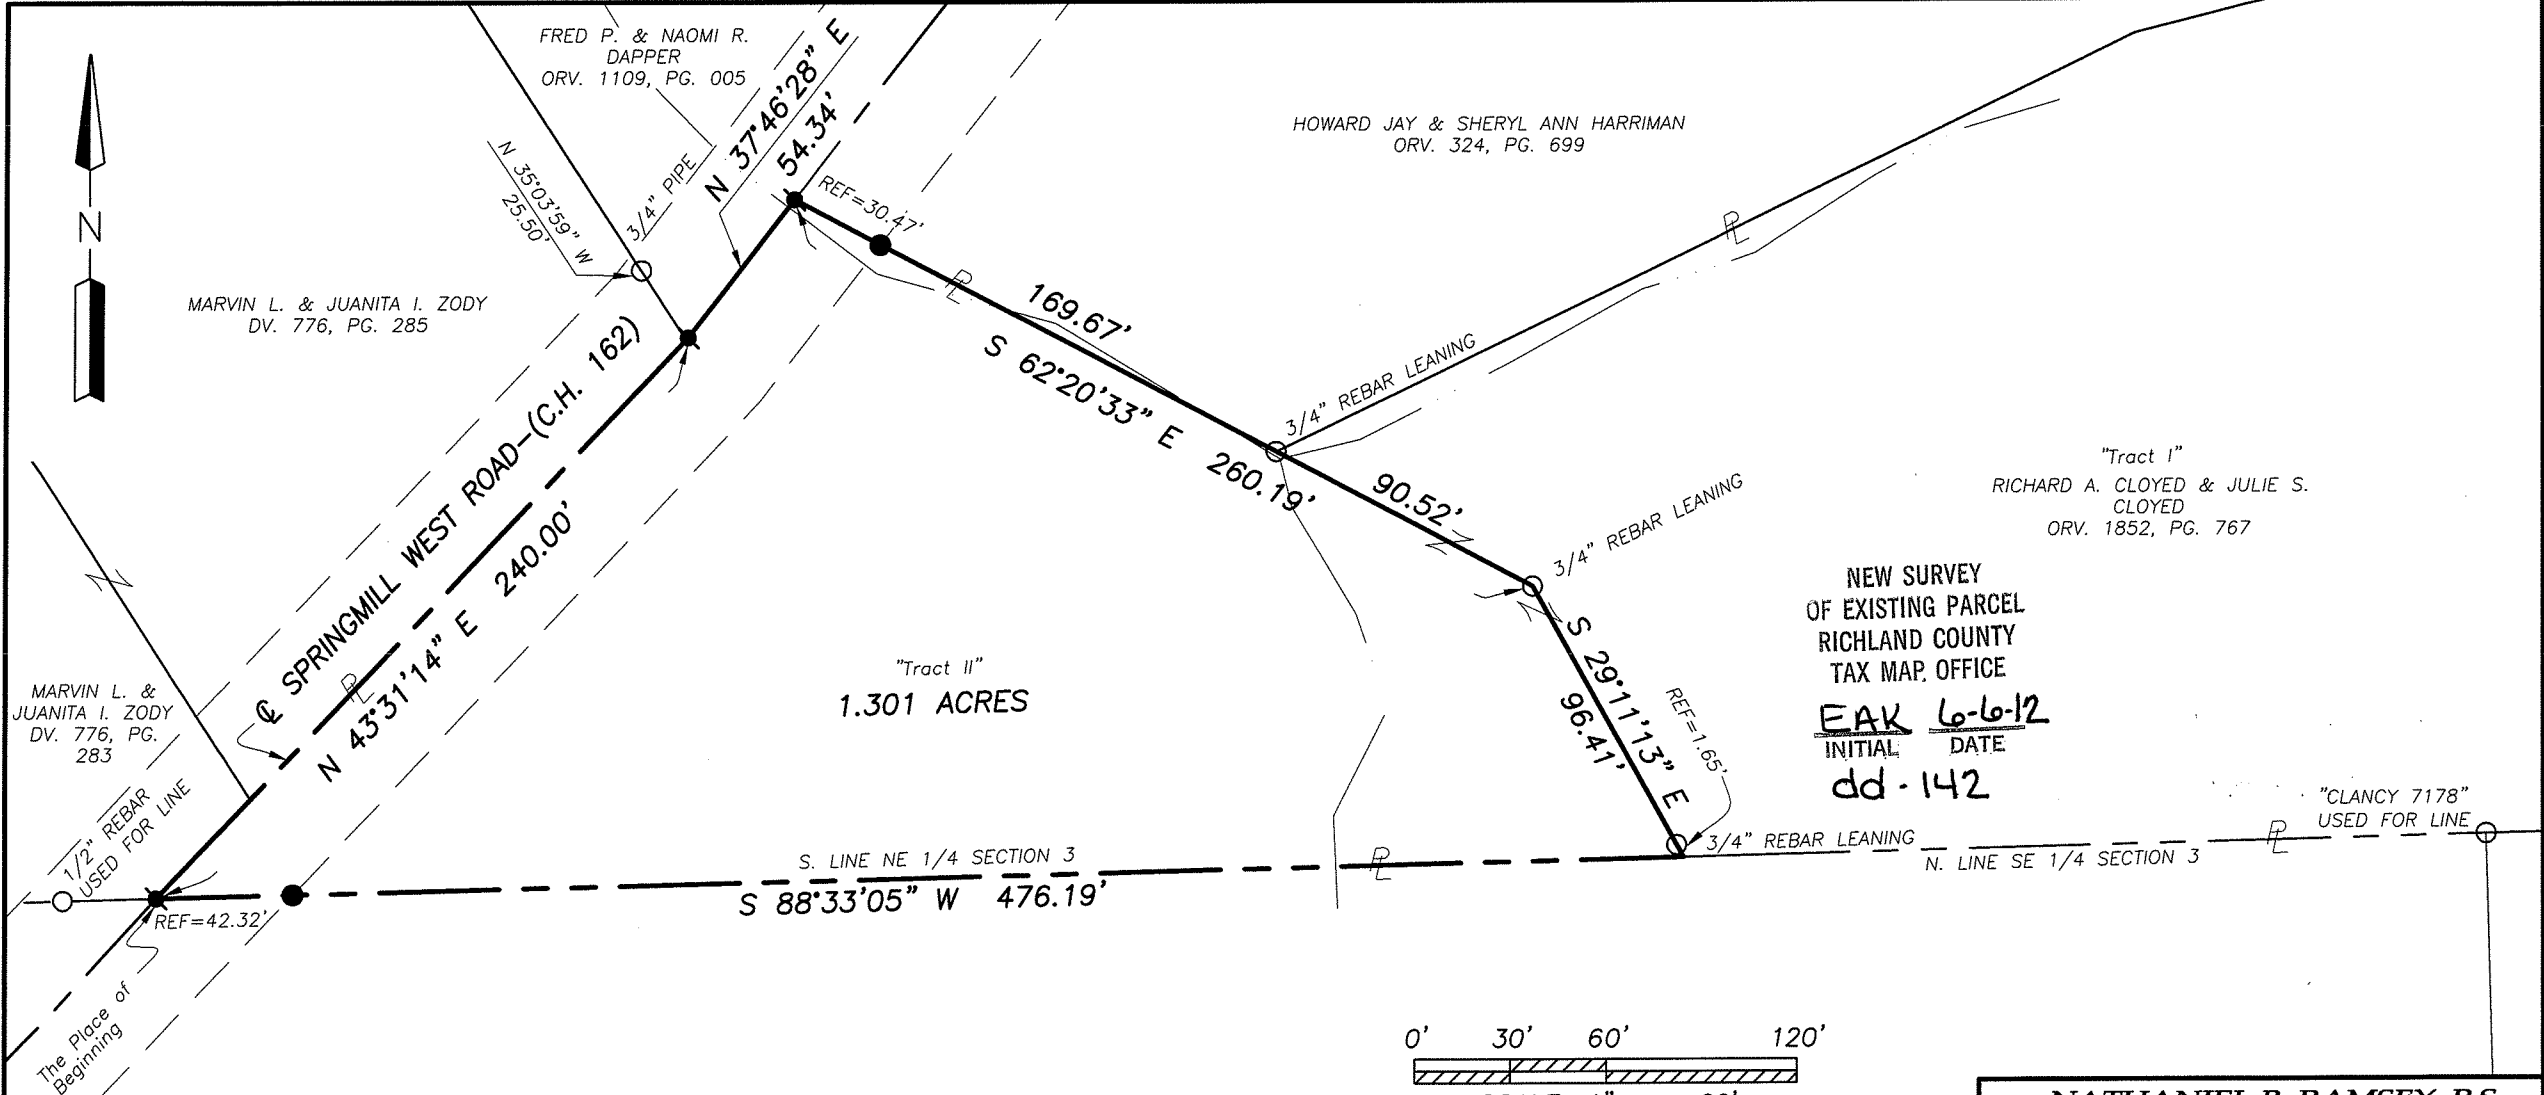 FRED P. & NAOMI R.
DAPPER
ORV. 1109, PG. 005
N 37°46'28" E
54.34'
HOWARD JAY & SHERYL ANN HARRIMAN
ORV. 324, PG. 699
N 35°03'59" W
25.50'
3/4" PIPE
REF=30.47'
N
MARVIN L. & JUANITA I. ZODY
DV. 776, PG. 285
169.67'
S 62°20'33" E 260.19'
3/4" REBAR LEANING
90.52'
3/4" REBAR LEANING
"Tract I"
RICHARD A. CLOYED & JULIE S.
CLOYED
ORV. 1852, PG. 767
NEW SURVEY
OF EXISTING PARCEL
RICHLAND COUNTY
TAX MAP OFFICE
EAK 6-6-12
INITIAL DATE
dd-142
℄ SPRINGMILL WEST ROAD-(C.H. 162)
N 43°31'14" E 240.00'
"Tract II"
1.301 ACRES
S 29°11'13" E
96.41'
REF=1.65'
MARVIN L. &
JUANITA I. ZODY
DV. 776, PG.
283
1/2" REBAR
USED FOR LINE
"CLANCY 7178"
USED FOR LINE
3/4" REBAR LEANING
S. LINE NE 1/4 SECTION 3
N. LINE SE 1/4 SECTION 3
S 88°33'05" W 476.19'
REF=42.32'
The Place of
Beginning
0' 30' 60' 120'
NATHANIEL B. RAMSEY, P.S.